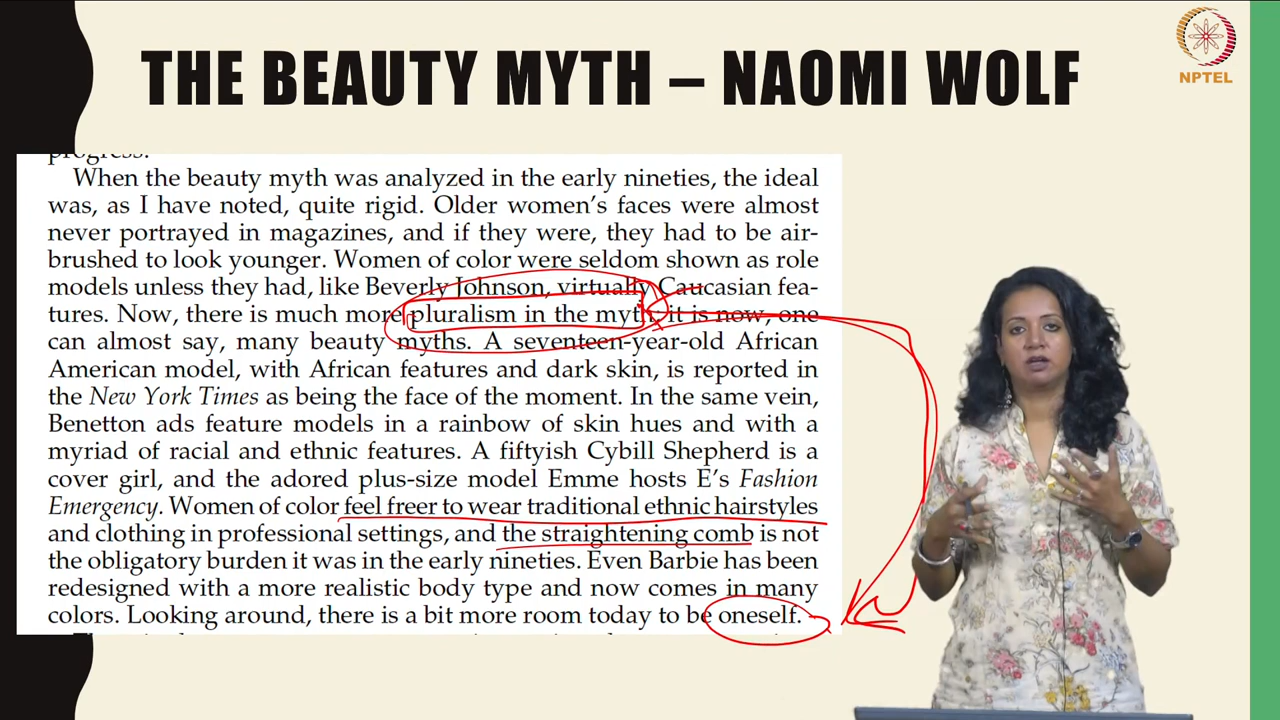 THE BEAUTY MYTH – NAOMI WOLF
NPTEL
progress.
When the beauty myth was analyzed in the early nineties, the ideal
was, as I have noted, quite rigid. Older women's faces were almost
never portrayed in magazines, and if they were, they had to be air-
brushed to look younger. Women of color were seldom shown as role
models unless they had, like Beverly Johnson, virtually Caucasian fea-
tures. Now, there is much more pluralism in the myth; it is now, one
can almost say, many beauty myths. A seventeen-year-old African
American model, with African features and dark skin, is reported in
the New York Times as being the face of the moment. In the same vein,
Benetton ads feature models in a rainbow of skin hues and with a
myriad of racial and ethnic features. A fiftyish Cybill Shepherd is a
cover girl, and the adored plus-size model Emme hosts E's Fashion
Emergency. Women of color feel freer to wear traditional ethnic hairstyles
and clothing in professional settings, and the straightening comb is not
the obligatory burden it was in the early nineties. Even Barbie has been
redesigned with a more realistic body type and now comes in many
colors. Looking around, there is a bit more room today to be oneself.